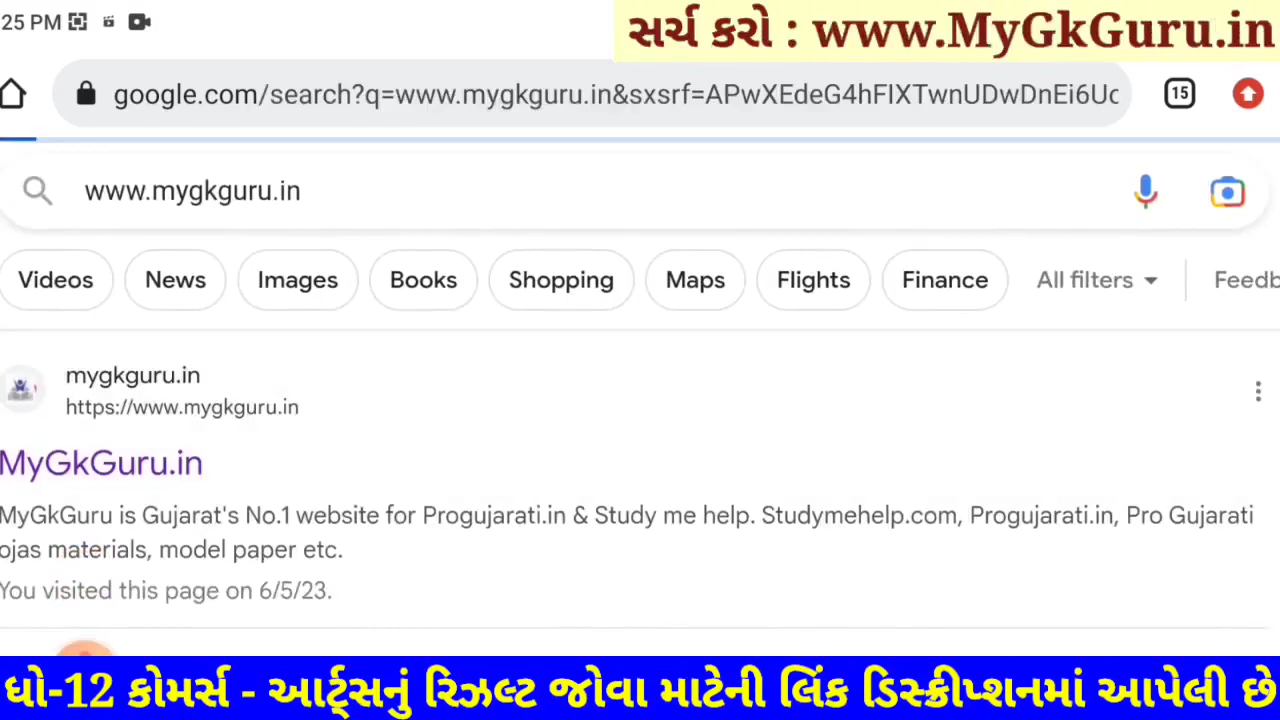 25 PM
સર્ચ કરો : www.MyGkGuru.in
google.com/search?q=www.mygkguru.in&sxsrf=APwXEdeG4hFIXTwnUDwDnEi6Uc
15
www.mygkguru.in
Videos News Images Books Shopping Maps Flights Finance All filters Feedb
mygkguru.in
https://www.mygkguru.in
MyGkGuru.in
MyGkGuru is Gujarat's No.1 website for Progujarati.in & Study me help. Studymehelp.com, Progujarati.in, Pro Gujarati
ojas materials, model paper etc.
You visited this page on 6/5/23.
ધો-12 કોમર્સ - આર્ટ્સનું રિઝલ્ટ જોવા માટેની લિંક ડિસ્ક્રીપ્શનમાં આપેલી છે